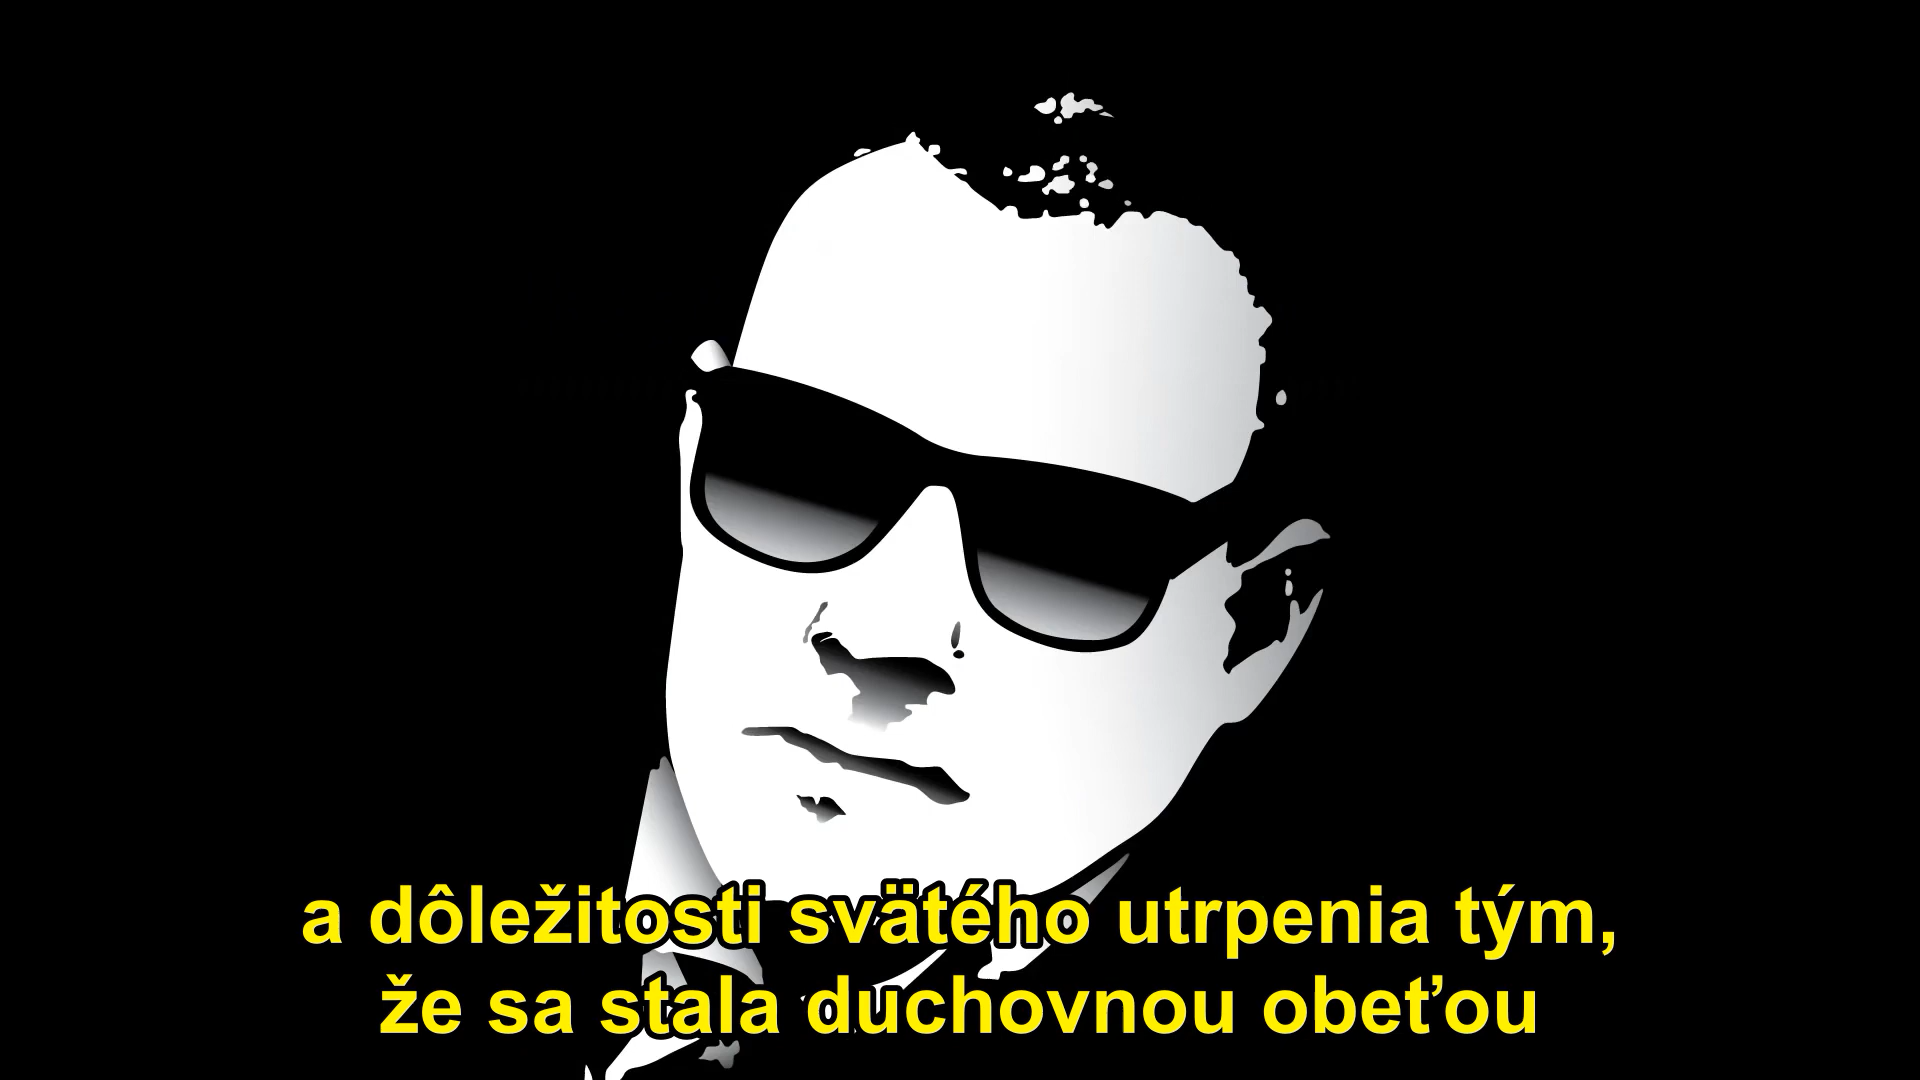 a dôležitosti svätého utrpenia tým,
že sa stala duchovnou obeťou